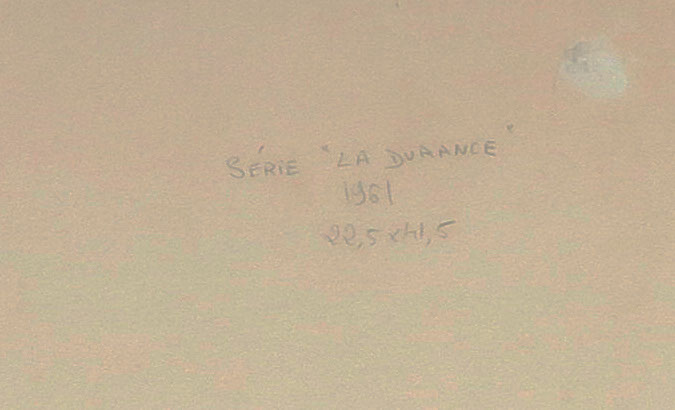 SÉRIE "LA DURANCE"
1961
22,5 x 41,5